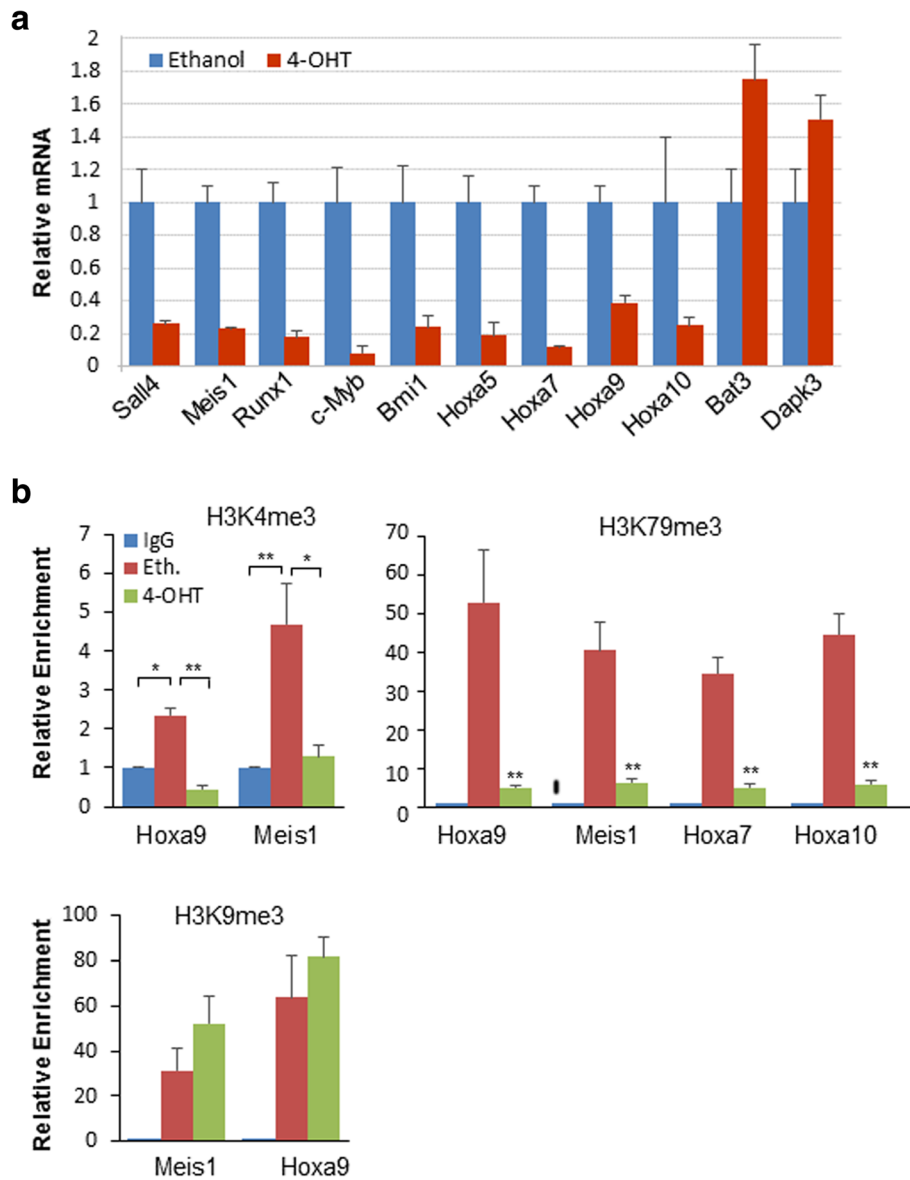 a
2
1.8
1.6
1.4
1.2
1
0.8
0.6
0.4
0.2
0
Relative mRNA
Ethanol 4-OHT
Sall4 Meis1 Runx1 c-Myb Bmi1 Hoxa5 Hoxa7 Hoxa9 Hoxa10 Bat3 Dapk3
b
H3K4me3
7
6
5
4
3
2
1
0
Relative Enrichment
IgG
Eth.
4-OHT
** *
* **
Hoxa9 Meis1
H3K79me3
70
60
50
40
30
20
10
0
** ** ** **
Hoxa9 Meis1 Hoxa7 Hoxa10
H3K9me3
100
80
60
40
20
0
Relative Enrichment
Meis1 Hoxa9